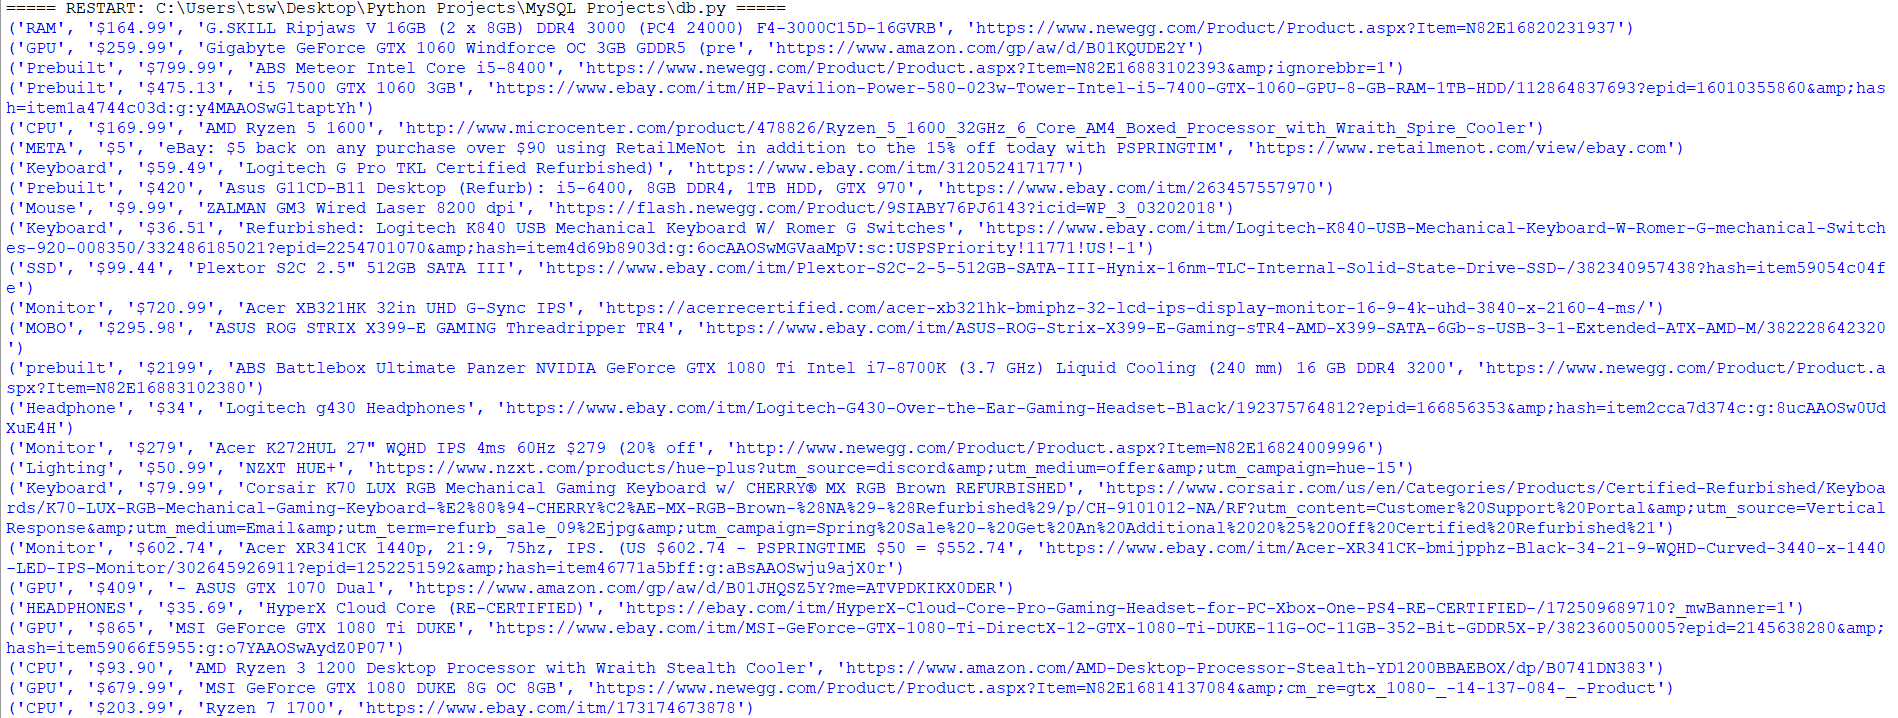 ===== RESTART: C:\Users\tsw\Desktop\Python Projects\MySQL Projects\db.py =====
('RAM', '$164.99', 'G.SKILL Ripjaws V 16GB (2 x 8GB) DDR4 3000 (PC4 24000) F4-3000C15D-16GVRB', 'https://www.newegg.com/Product/Product.aspx?Item=N82E16820231937')
('GPU', '$259.99', 'Gigabyte GeForce GTX 1060 Windforce OC 3GB GDDR5 (pre', 'https://www.amazon.com/gp/aw/d/B01KQUDE2Y')
('Prebuilt', '$799.99', 'ABS Meteor Intel Core i5-8400', 'https://www.newegg.com/Product/Product.aspx?Item=N82E16883102393&amp;ignorebbr=1')
('Prebuilt', '$475.13', 'i5 7500 GTX 1060 3GB', 'https://www.ebay.com/itm/HP-Pavilion-Power-580-023w-Tower-Intel-i5-7400-GTX-1060-GPU-8-GB-RAM-1TB-HDD/112864837693?epid=16010355860&amp;has
h=item1a4744c03d:g:y4MAAOSwGltaptYh')
('CPU', '$169.99', 'AMD Ryzen 5 1600', 'http://www.microcenter.com/product/478826/Ryzen_5_1600_32GHz_6_Core_AM4_Boxed_Processor_with_Wraith_Spire_Cooler')
('META', '$5', 'eBay: $5 back on any purchase over $90 using RetailMeNot in addition to the 15% off today with PSPRINGTIM', 'https://www.retailmenot.com/view/ebay.com')
('Keyboard', '$59.49', 'Logitech G Pro TKL Certified Refurbished)', 'https://www.ebay.com/itm/312052417177')
('Prebuilt', '$420', 'Asus G11CD-B11 Desktop (Refurb): i5-6400, 8GB DDR4, 1TB HDD, GTX 970', 'https://www.ebay.com/itm/263457557970')
('Mouse', '$9.99', 'ZALMAN GM3 Wired Laser 8200 dpi', 'https://flash.newegg.com/Product/9SIABY76PJ6143?icid=WP_3_03202018')
('Keyboard', '$36.51', 'Refurbished: Logitech K840 USB Mechanical Keyboard W/ Romer G Switches', 'https://www.ebay.com/itm/Logitech-K840-USB-Mechanical-Keyboard-W-Romer-G-mechanical-Switch
es-920-008350/332486185021?epid=2254701070&amp;hash=item4d69b8903d:g:6ocAAOSwMGVaaMpV:sc:USPSPriority!11771!US!-1')
('SSD', '$99.44', 'Plextor S2C 2.5" 512GB SATA III', 'https://www.ebay.com/itm/Plextor-S2C-2-5-512GB-SATA-III-Hynix-16nm-TLC-Internal-Solid-State-Drive-SSD-/382340957438?hash=item59054c04f
e')
('Monitor', '$720.99', 'Acer XB321HK 32in UHD G-Sync IPS', 'https://acerrecertified.com/acer-xb321hk-bmiphz-32-lcd-ips-display-monitor-16-9-4k-uhd-3840-x-2160-4-ms/')
('MOBO', '$295.98', 'ASUS ROG STRIX X399-E GAMING Threadripper TR4', 'https://www.ebay.com/itm/ASUS-ROG-Strix-X399-E-Gaming-sTR4-AMD-X399-SATA-6Gb-s-USB-3-1-Extended-ATX-AMD-M/382228642320
')
('prebuilt', '$2199', 'ABS Battlebox Ultimate Panzer NVIDIA GeForce GTX 1080 Ti Intel i7-8700K (3.7 GHz) Liquid Cooling (240 mm) 16 GB DDR4 3200', 'https://www.newegg.com/Product/Product.a
spx?Item=N82E16883102380')
('Headphone', '$34', 'Logitech g430 Headphones', 'https://www.ebay.com/itm/Logitech-G430-Over-the-Ear-Gaming-Headset-Black/192375764812?epid=166856353&amp;hash=item2cca7d374c:g:8ucAAOSw0Ud
XuE4H')
('Monitor', '$279', 'Acer K272HUL 27" WQHD IPS 4ms 60Hz $279 (20% off', 'http://www.newegg.com/Product/Product.aspx?Item=N82E16824009996')
('Lighting', '$50.99', 'NZXT HUE+', 'https://www.nzxt.com/products/hue-plus?utm_source=discord&amp;utm_medium=offer&amp;utm_campaign=hue-15')
('Keyboard', '$79.99', 'Corsair K70 LUX RGB Mechanical Gaming Keyboard w/ CHERRY® MX RGB Brown REFURBISHED', 'https://www.corsair.com/us/en/Categories/Products/Certified-Refurbished/Keyboa
rds/K70-LUX-RGB-Mechanical-Gaming-Keyboard-%E2%80%94-CHERRY%C2%AE-MX-RGB-Brown-%28NA%29-%28Refurbished%29/p/CH-9101012-NA/RF?utm_content=Customer%20Support%20Portal&amp;utm_source=Vertical
Response&amp;utm_medium=Email&amp;utm_term=refurb_sale_09%2Ejpg&amp;utm_campaign=Spring%20Sale%20-%20Get%20An%20Additional%2020%25%20Off%20Certified%20Refurbished%21')
('Monitor', '$602.74', 'Acer XR341CK 1440p, 21:9, 75hz, IPS. (US $602.74 - PSPRINGTIME $50 = $552.74', 'https://www.ebay.com/itm/Acer-XR341CK-bmijpphz-Black-34-21-9-WQHD-Curved-3440-x-1440
-LED-IPS-Monitor/302645926911?epid=1252251592&amp;hash=item46771a5bff:g:aBsAAOSwju9ajX0r')
('GPU', '$409', '- ASUS GTX 1070 Dual', 'https://www.amazon.com/gp/aw/d/B01JHQSZ5Y?me=ATVPDKIKX0DER')
('HEADPHONES', '$35.69', 'HyperX Cloud Core (RE-CERTIFIED)', 'https://ebay.com/itm/HyperX-Cloud-Core-Pro-Gaming-Headset-for-PC-Xbox-One-PS4-RE-CERTIFIED-/172509689710?_mwBanner=1')
('GPU', '$865', 'MSI GeForce GTX 1080 Ti DUKE', 'https://www.ebay.com/itm/MSI-GeForce-GTX-1080-Ti-DirectX-12-GTX-1080-Ti-DUKE-11G-OC-11GB-352-Bit-GDDR5X-P/382360050005?epid=2145638280&amp;
hash=item59066f5955:g:o7YAAOSwAydZ0P07')
('CPU', '$93.90', 'AMD Ryzen 3 1200 Desktop Processor with Wraith Stealth Cooler', 'https://www.amazon.com/AMD-Desktop-Processor-Stealth-YD1200BBAEBOX/dp/B0741DN383')
('GPU', '$679.99', 'MSI GeForce GTX 1080 DUKE 8G OC 8GB', 'https://www.newegg.com/Product/Product.aspx?Item=N82E16814137084&amp;cm_re=gtx_1080-_-14-137-084-_-Product')
('CPU', '$203.99', 'Ryzen 7 1700', 'https://www.ebay.com/itm/173174673878')